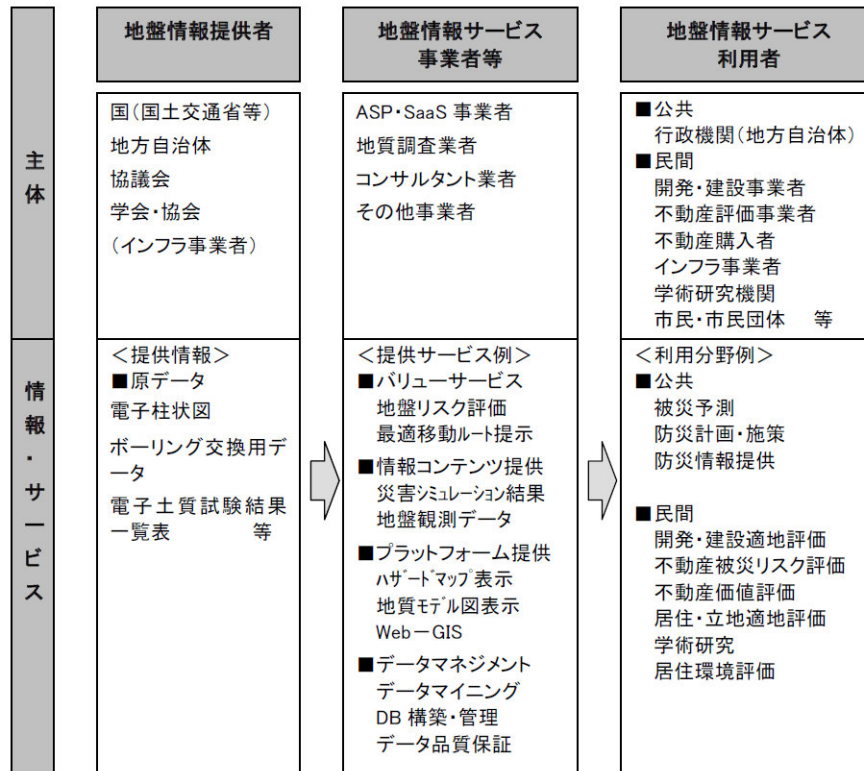 地盤情報提供者
地盤情報サービス
事業者等
地盤情報サービス
利用者
主体
国(国土交通省等)
地方自治体
協議会
学会・協会
(インフラ事業者)
ASP・SaaS 事業者
地質調査業者
コンサルタント業者
その他事業者
■公共
行政機関(地方自治体)
■民間
開発・建設事業者
不動産評価事業者
不動産購入者
インフラ事業者
学術研究機関
市民・市民団体 等
情報・サービス
＜提供情報＞
■原データ
電子柱状図
ボーリング交換用デ
ータ
電子土質試験結果
一覧表 等
＜提供サービス例＞
■バリューサービス
地盤リスク評価
最適移動ルート提示
■情報コンテンツ提供
災害ｼﾐｭﾚｰｼｮﾝ結果
地盤観測データ
■プラットフォーム提供
ﾊｻﾞｰﾄﾞﾏｯﾌﾟ表示
地質ﾓﾃﾞﾙ図表示
Web－GIS
■データマネジメント
データマイニング
DB 構築・管理
データ品質保証
＜利用分野例＞
■公共
被災予測
防災計画・施策
防災情報提供
■民間
開発・建設適地評価
不動産被災リスク評価
不動産価値評価
居住・立地適地評価
学術研究
居住環境評価